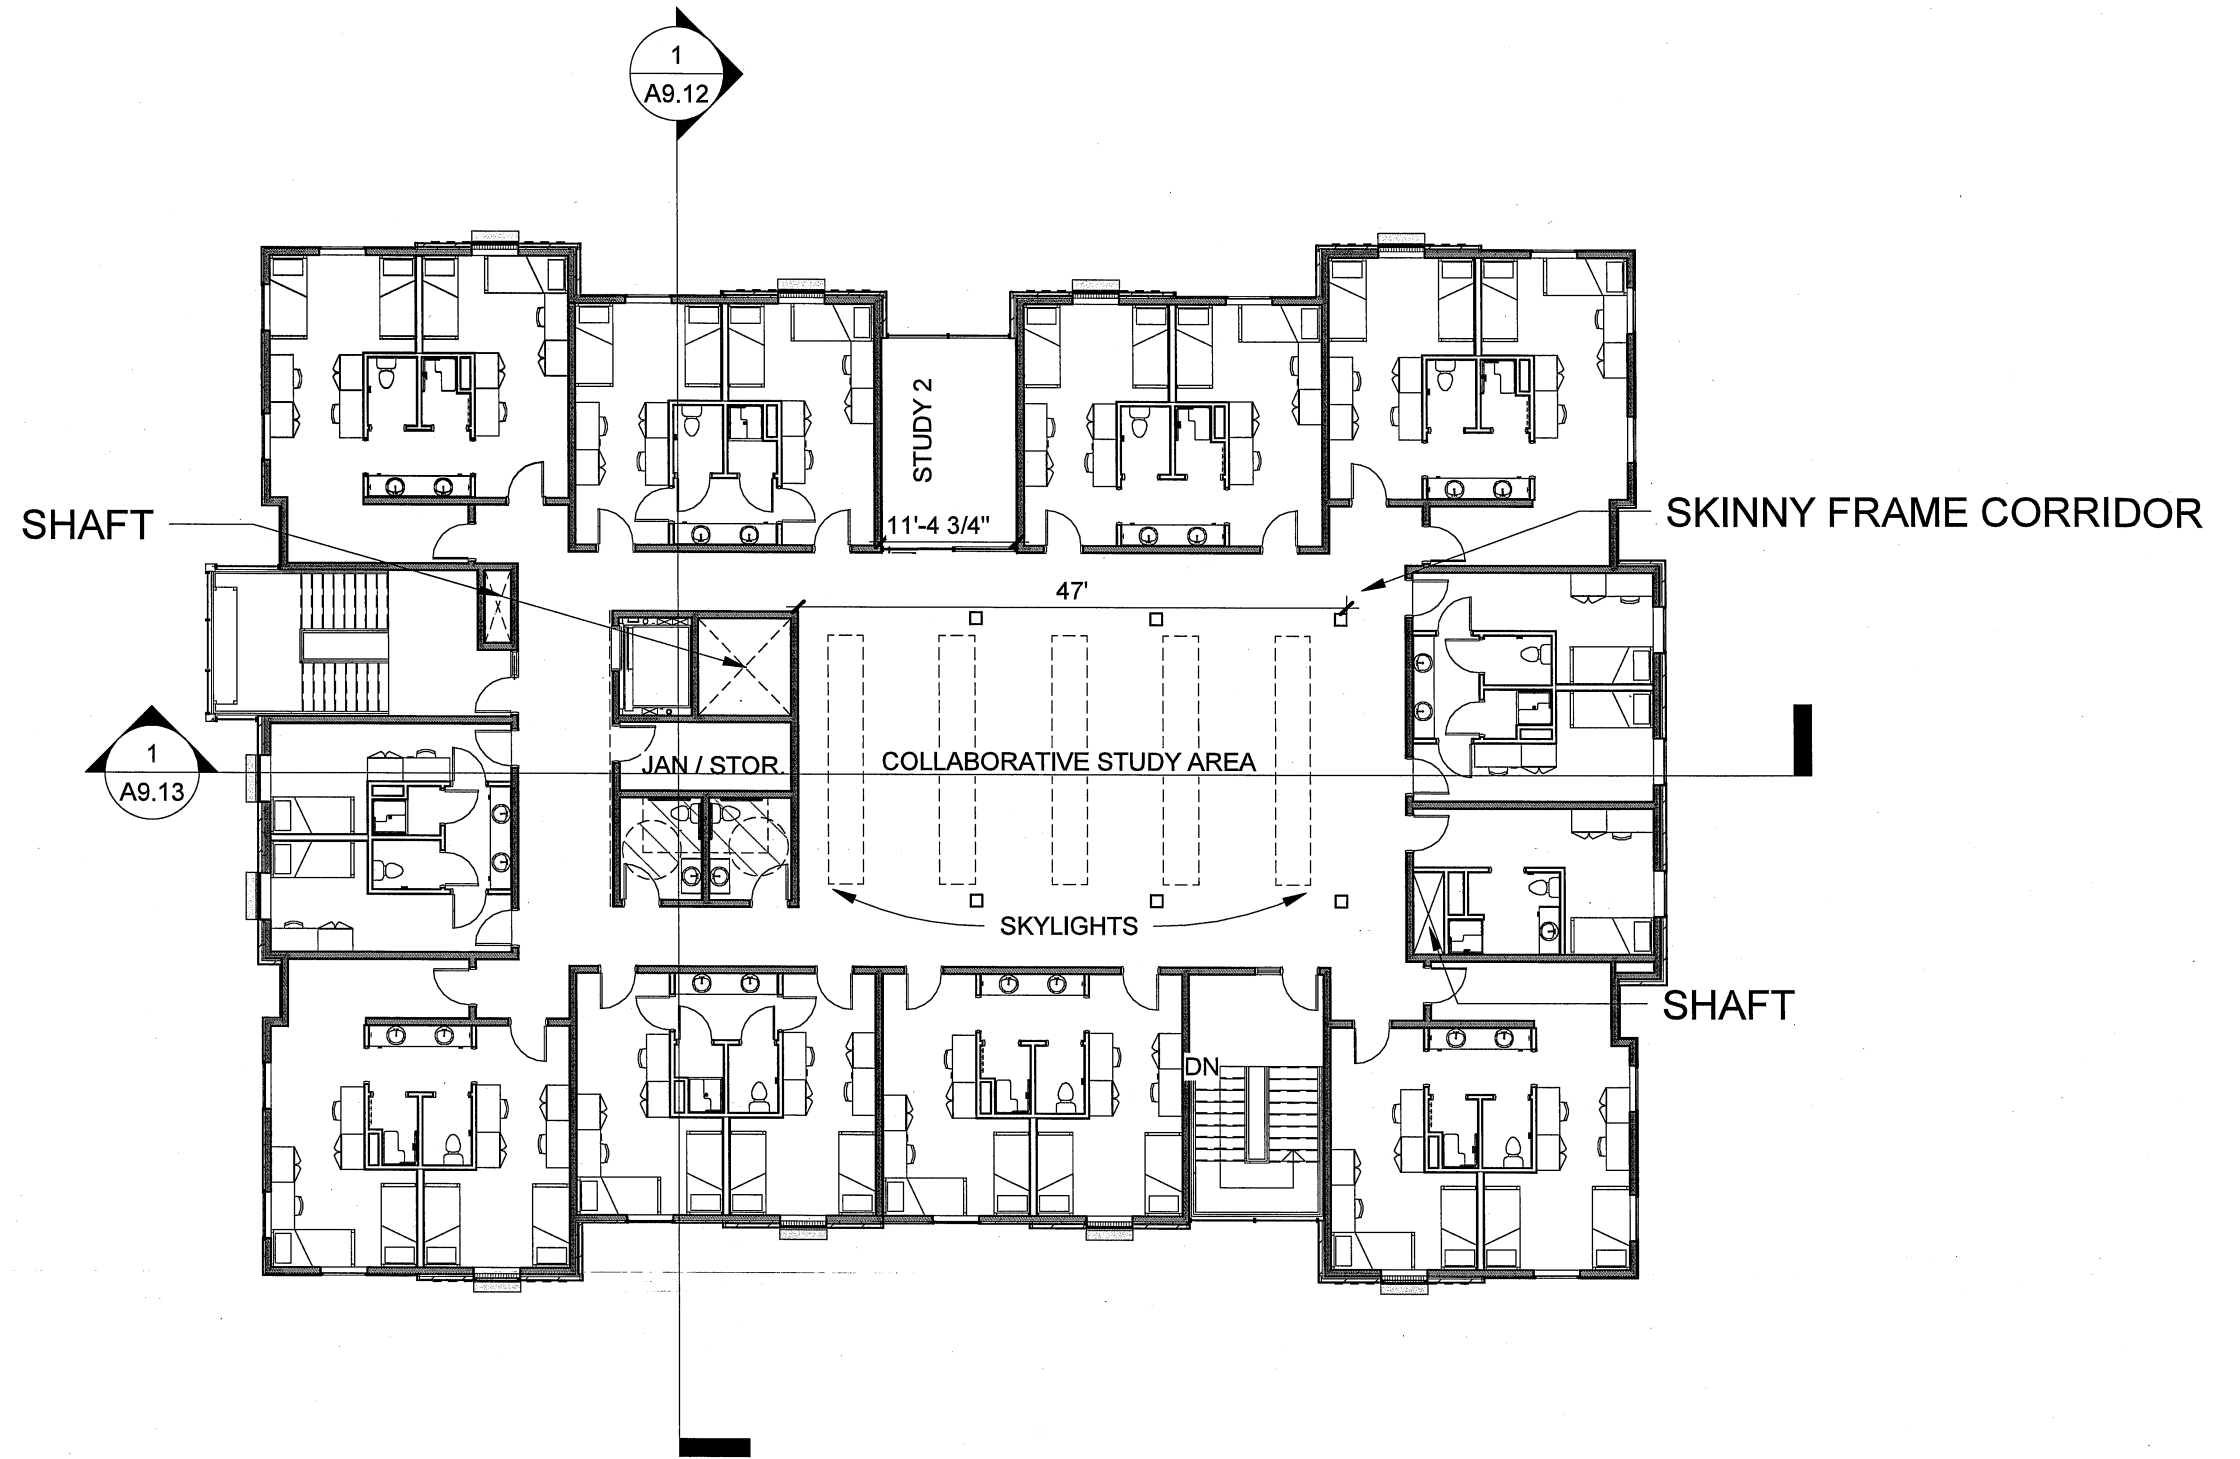 1
A9.12
STUDY 2
11'-4 3/4"
SHAFT
SKINNY FRAME CORRIDOR
47'
1
A9.13
JAN / STOR.
COLLABORATIVE STUDY AREA
SKYLIGHTS
SHAFT
DN